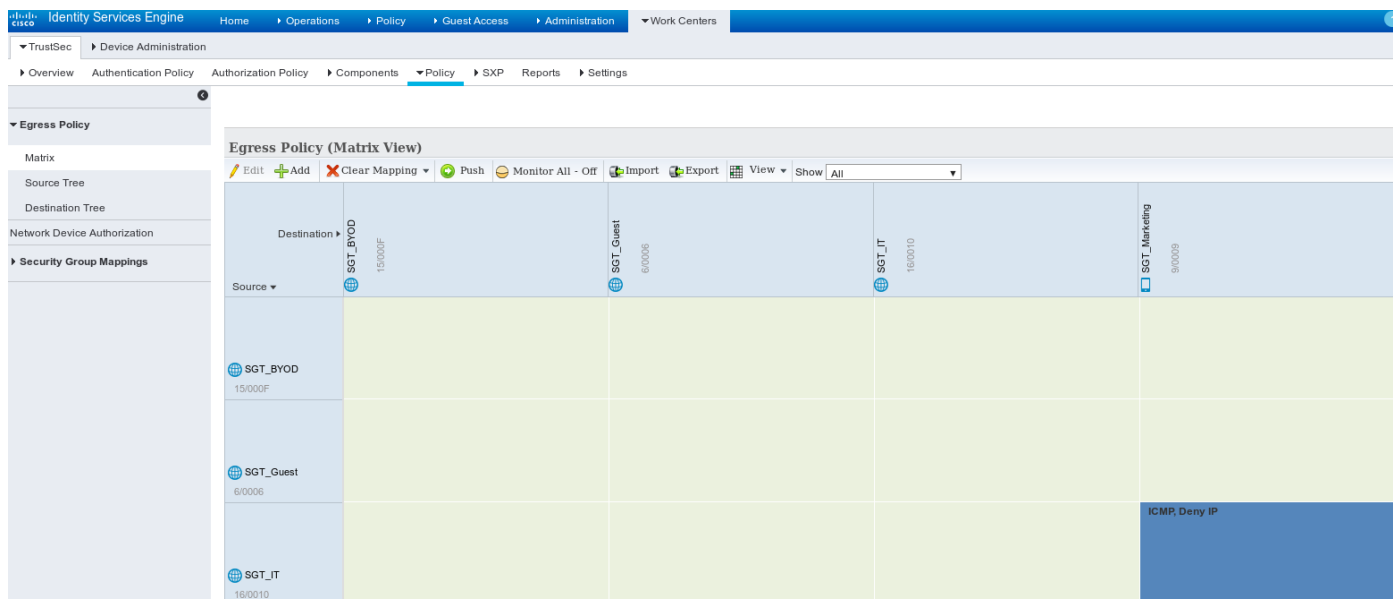 cisco Identity Services Engine Home Operations Policy Guest Access Administration Work Centers
TrustSec Device Administration
Overview Authentication Policy Authorization Policy Components Policy SXP Reports Settings
Egress Policy
Matrix
Source Tree
Destination Tree
Network Device Authorization
Security Group Mappings
Egress Policy (Matrix View)
Edit Add Clear Mapping Push Monitor All - Off Import Export View Show All
Destination
Source
SGT_BYOD
15/000F
SGT_Guest
6/0006
SGT_IT
16/0010
SGT_Marketing
9/0009
SGT_BYOD
15/000F
SGT_Guest
6/0006
SGT_IT
16/0010
ICMP, Deny IP